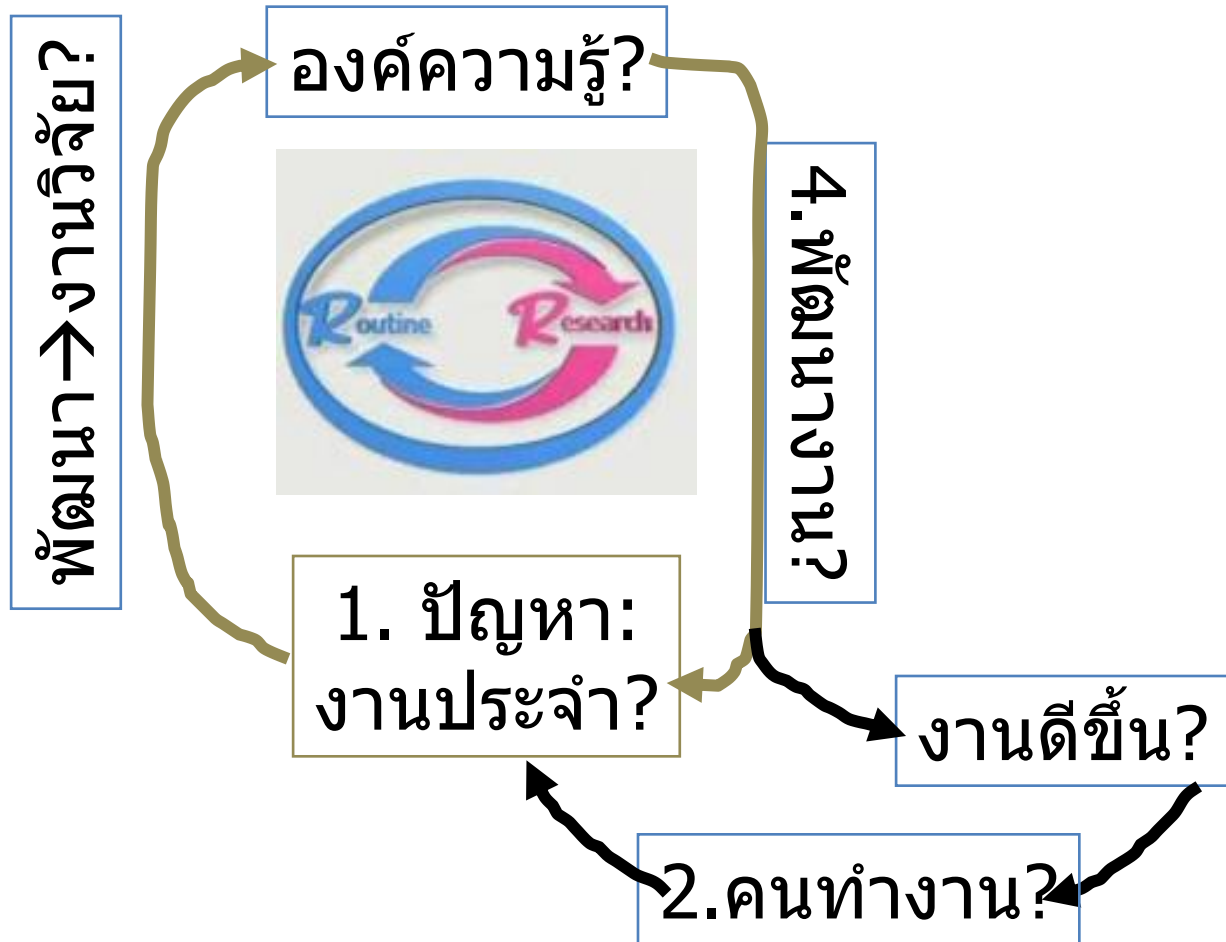 พัฒนา→งานวิจัย?
องค์ความรู้?
4.พัฒนางาน?
Routine
Research
1. ปัญหา:
งานประจำ?
งานดีขึ้น?
2.คนทำงาน?